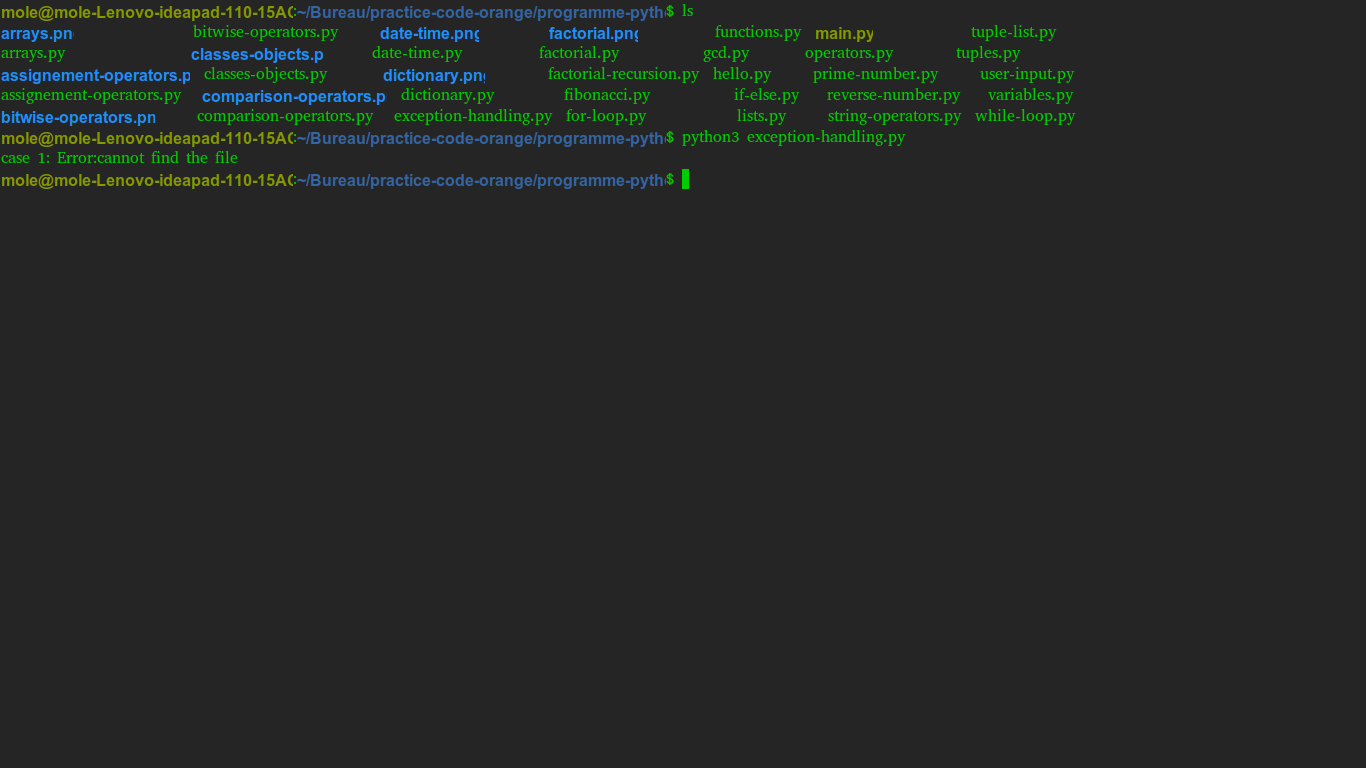 mole@mole-Lenovo-ideapad-110-15AC:~/Bureau/practice-code-orange/programme-pyth$ ls
arrays.pn bitwise-operators.py date-time.png factorial.png functions.py main.py tuple-list.py
arrays.py classes-objects.p date-time.py factorial.py gcd.py operators.py tuples.py
assignement-operators.p classes-objects.py dictionary.png factorial-recursion.py hello.py prime-number.py user-input.py
assignement-operators.py comparison-operators.p dictionary.py fibonacci.py if-else.py reverse-number.py variables.py
bitwise-operators.pn comparison-operators.py exception-handling.py for-loop.py lists.py string-operators.py while-loop.py
mole@mole-Lenovo-ideapad-110-15AC:~/Bureau/practice-code-orange/programme-pyth$ python3 exception-handling.py
case 1: Error:cannot find the file
mole@mole-Lenovo-ideapad-110-15AC:~/Bureau/practice-code-orange/programme-pyth$